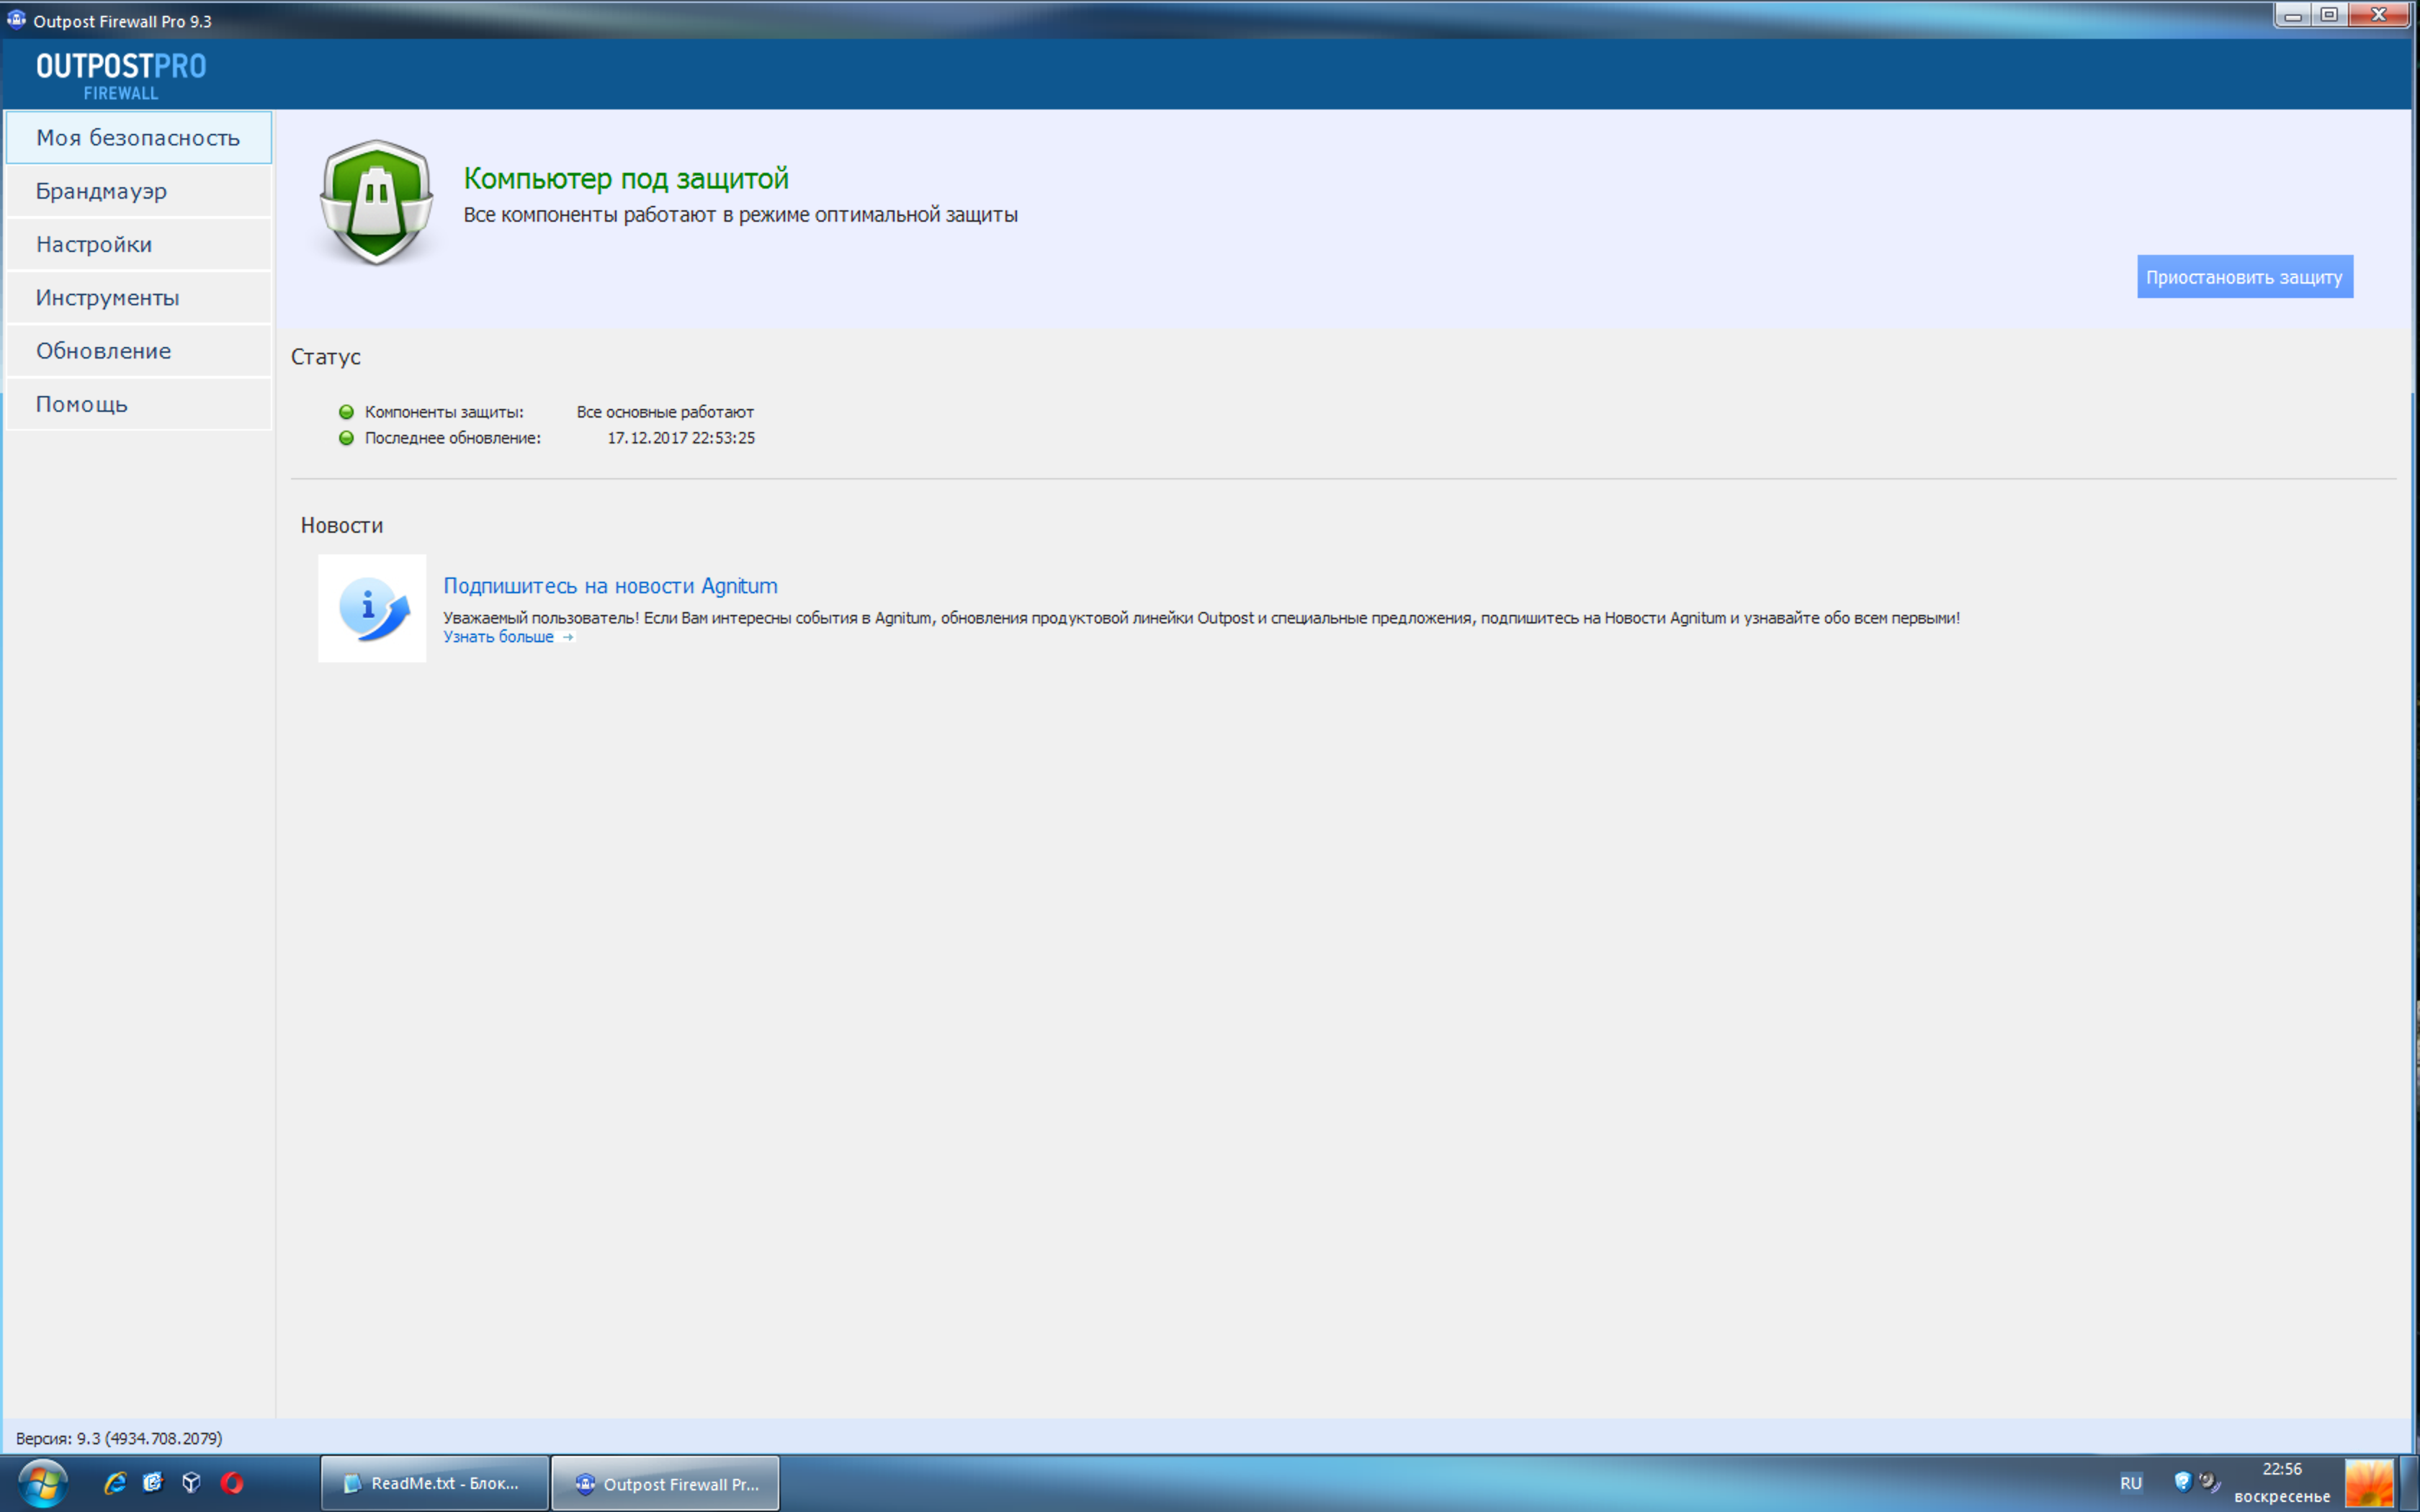 Outpost Firewall Pro 9.3
OUTPOSTPRO
FIREWALL
Моя безопасность
Брандмауэр
Настройки
Инструменты
Обновление
Помощь
Компьютер под защитой
Все компоненты работают в режиме оптимальной защиты
Приостановить защиту
Статус
Компоненты защиты: Все основные работают
Последнее обновление: 17.12.2017 22:53:25
Новости
Подпишитесь на новости Agnitum
Уважаемый пользователь! Если Вам интересны события в Agnitum, обновления продуктовой линейки Outpost и специальные предложения, подпишитесь на Новости Agnitum и узнавайте обо всем первыми!
Узнать больше →
Версия: 9.3 (4934.708.2079)
ReadMe.txt - Блок...
Outpost Firewall Pr...
RU
22:56
воскресенье